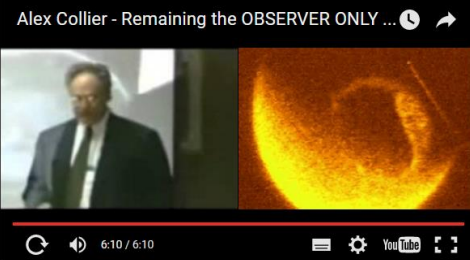 Alex Collier - Remaining the OBSERVER ONLY ...
6:10 / 6:10
YouTube